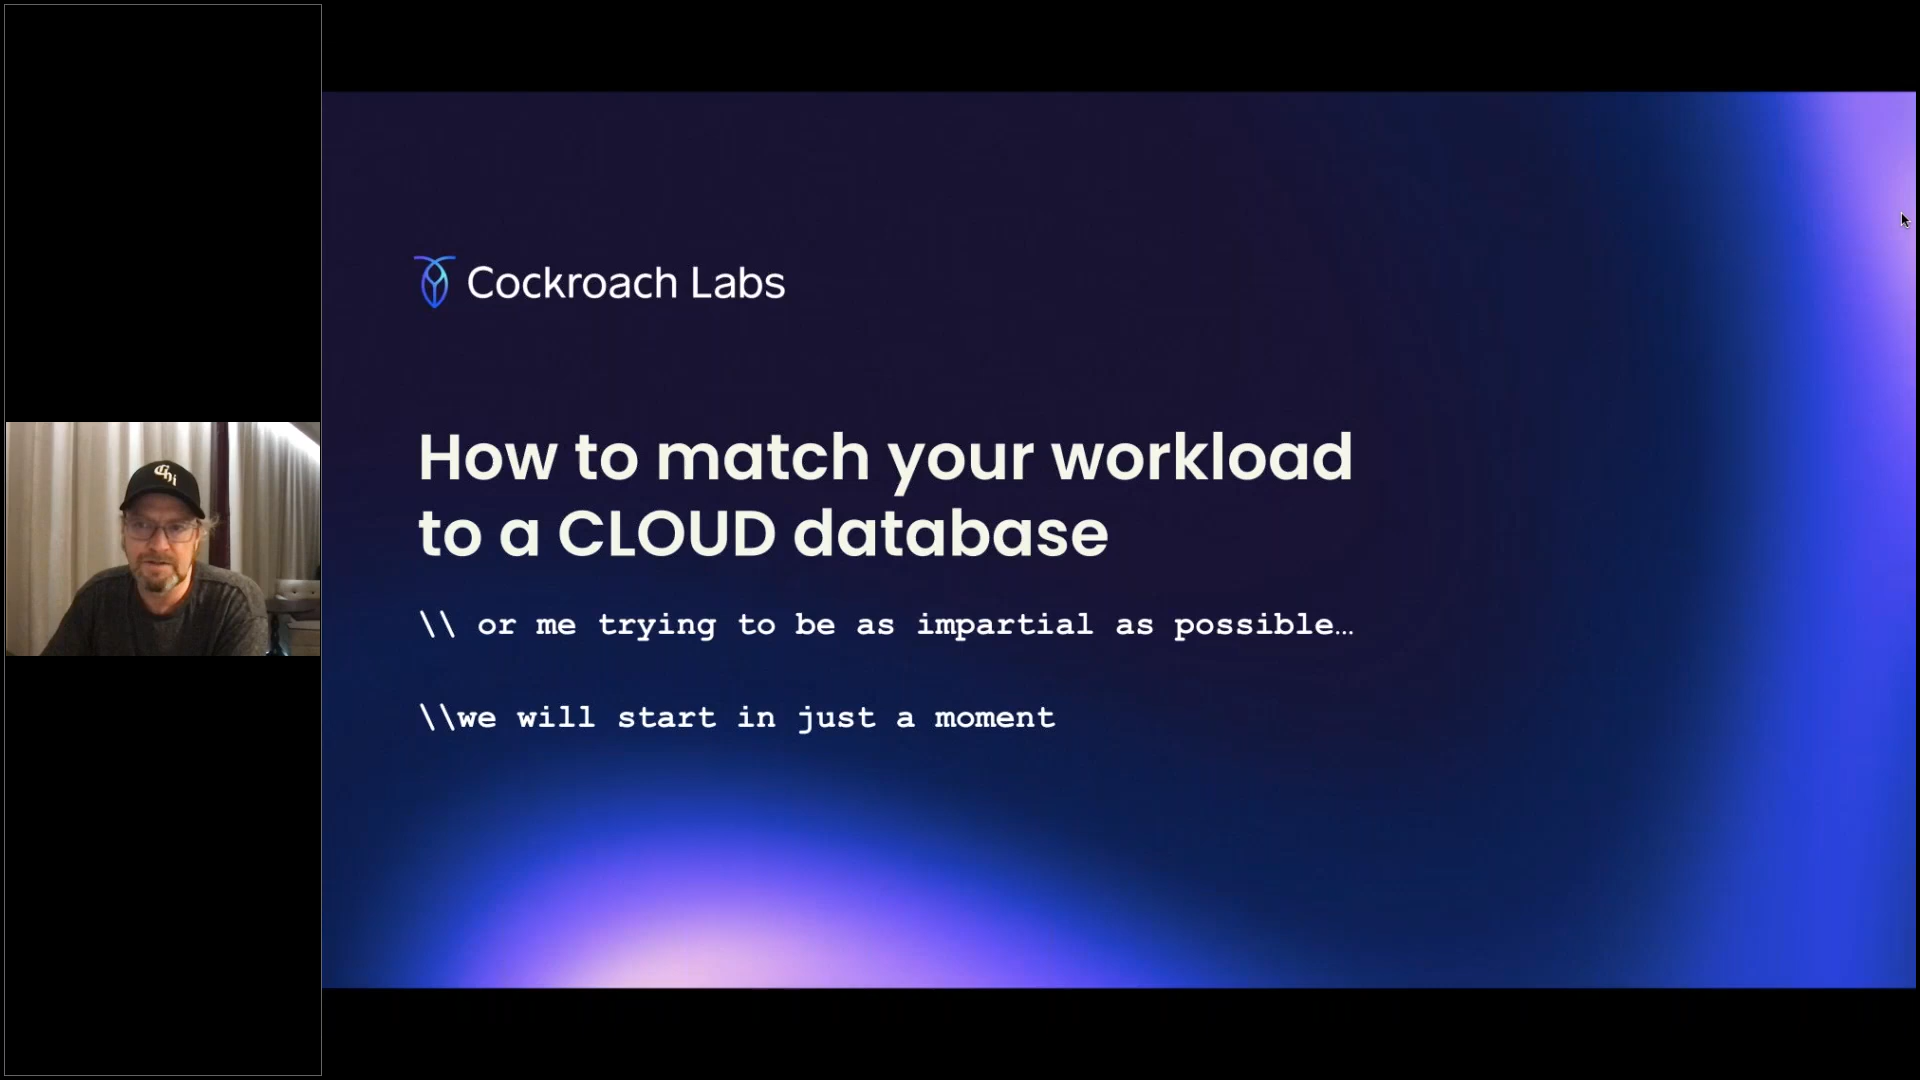 Cockroach Labs
How to match your workload
to a CLOUD database
\\ or me trying to be as impartial as possible…
\\we will start in just a moment
Chi